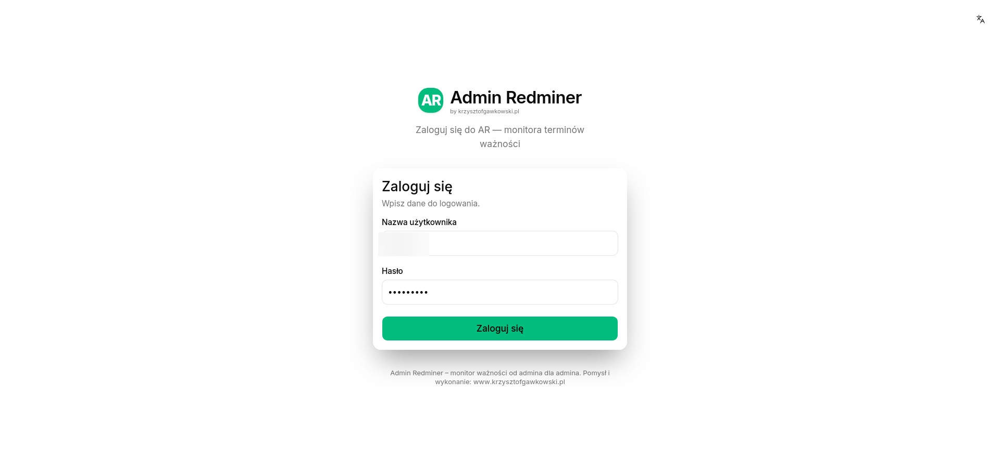 AR
Admin Redminer
by krzysztofgawkowski.pl
Zaloguj się do AR — monitora terminów
ważności
Zaloguj się
Wpisz dane do logowania.
Nazwa użytkownika
Hasło
•••••••••
Zaloguj się
Admin Redminer – monitor ważności od admina dla admina. Pomysł i
wykonanie: www.krzysztofgawkowski.pl